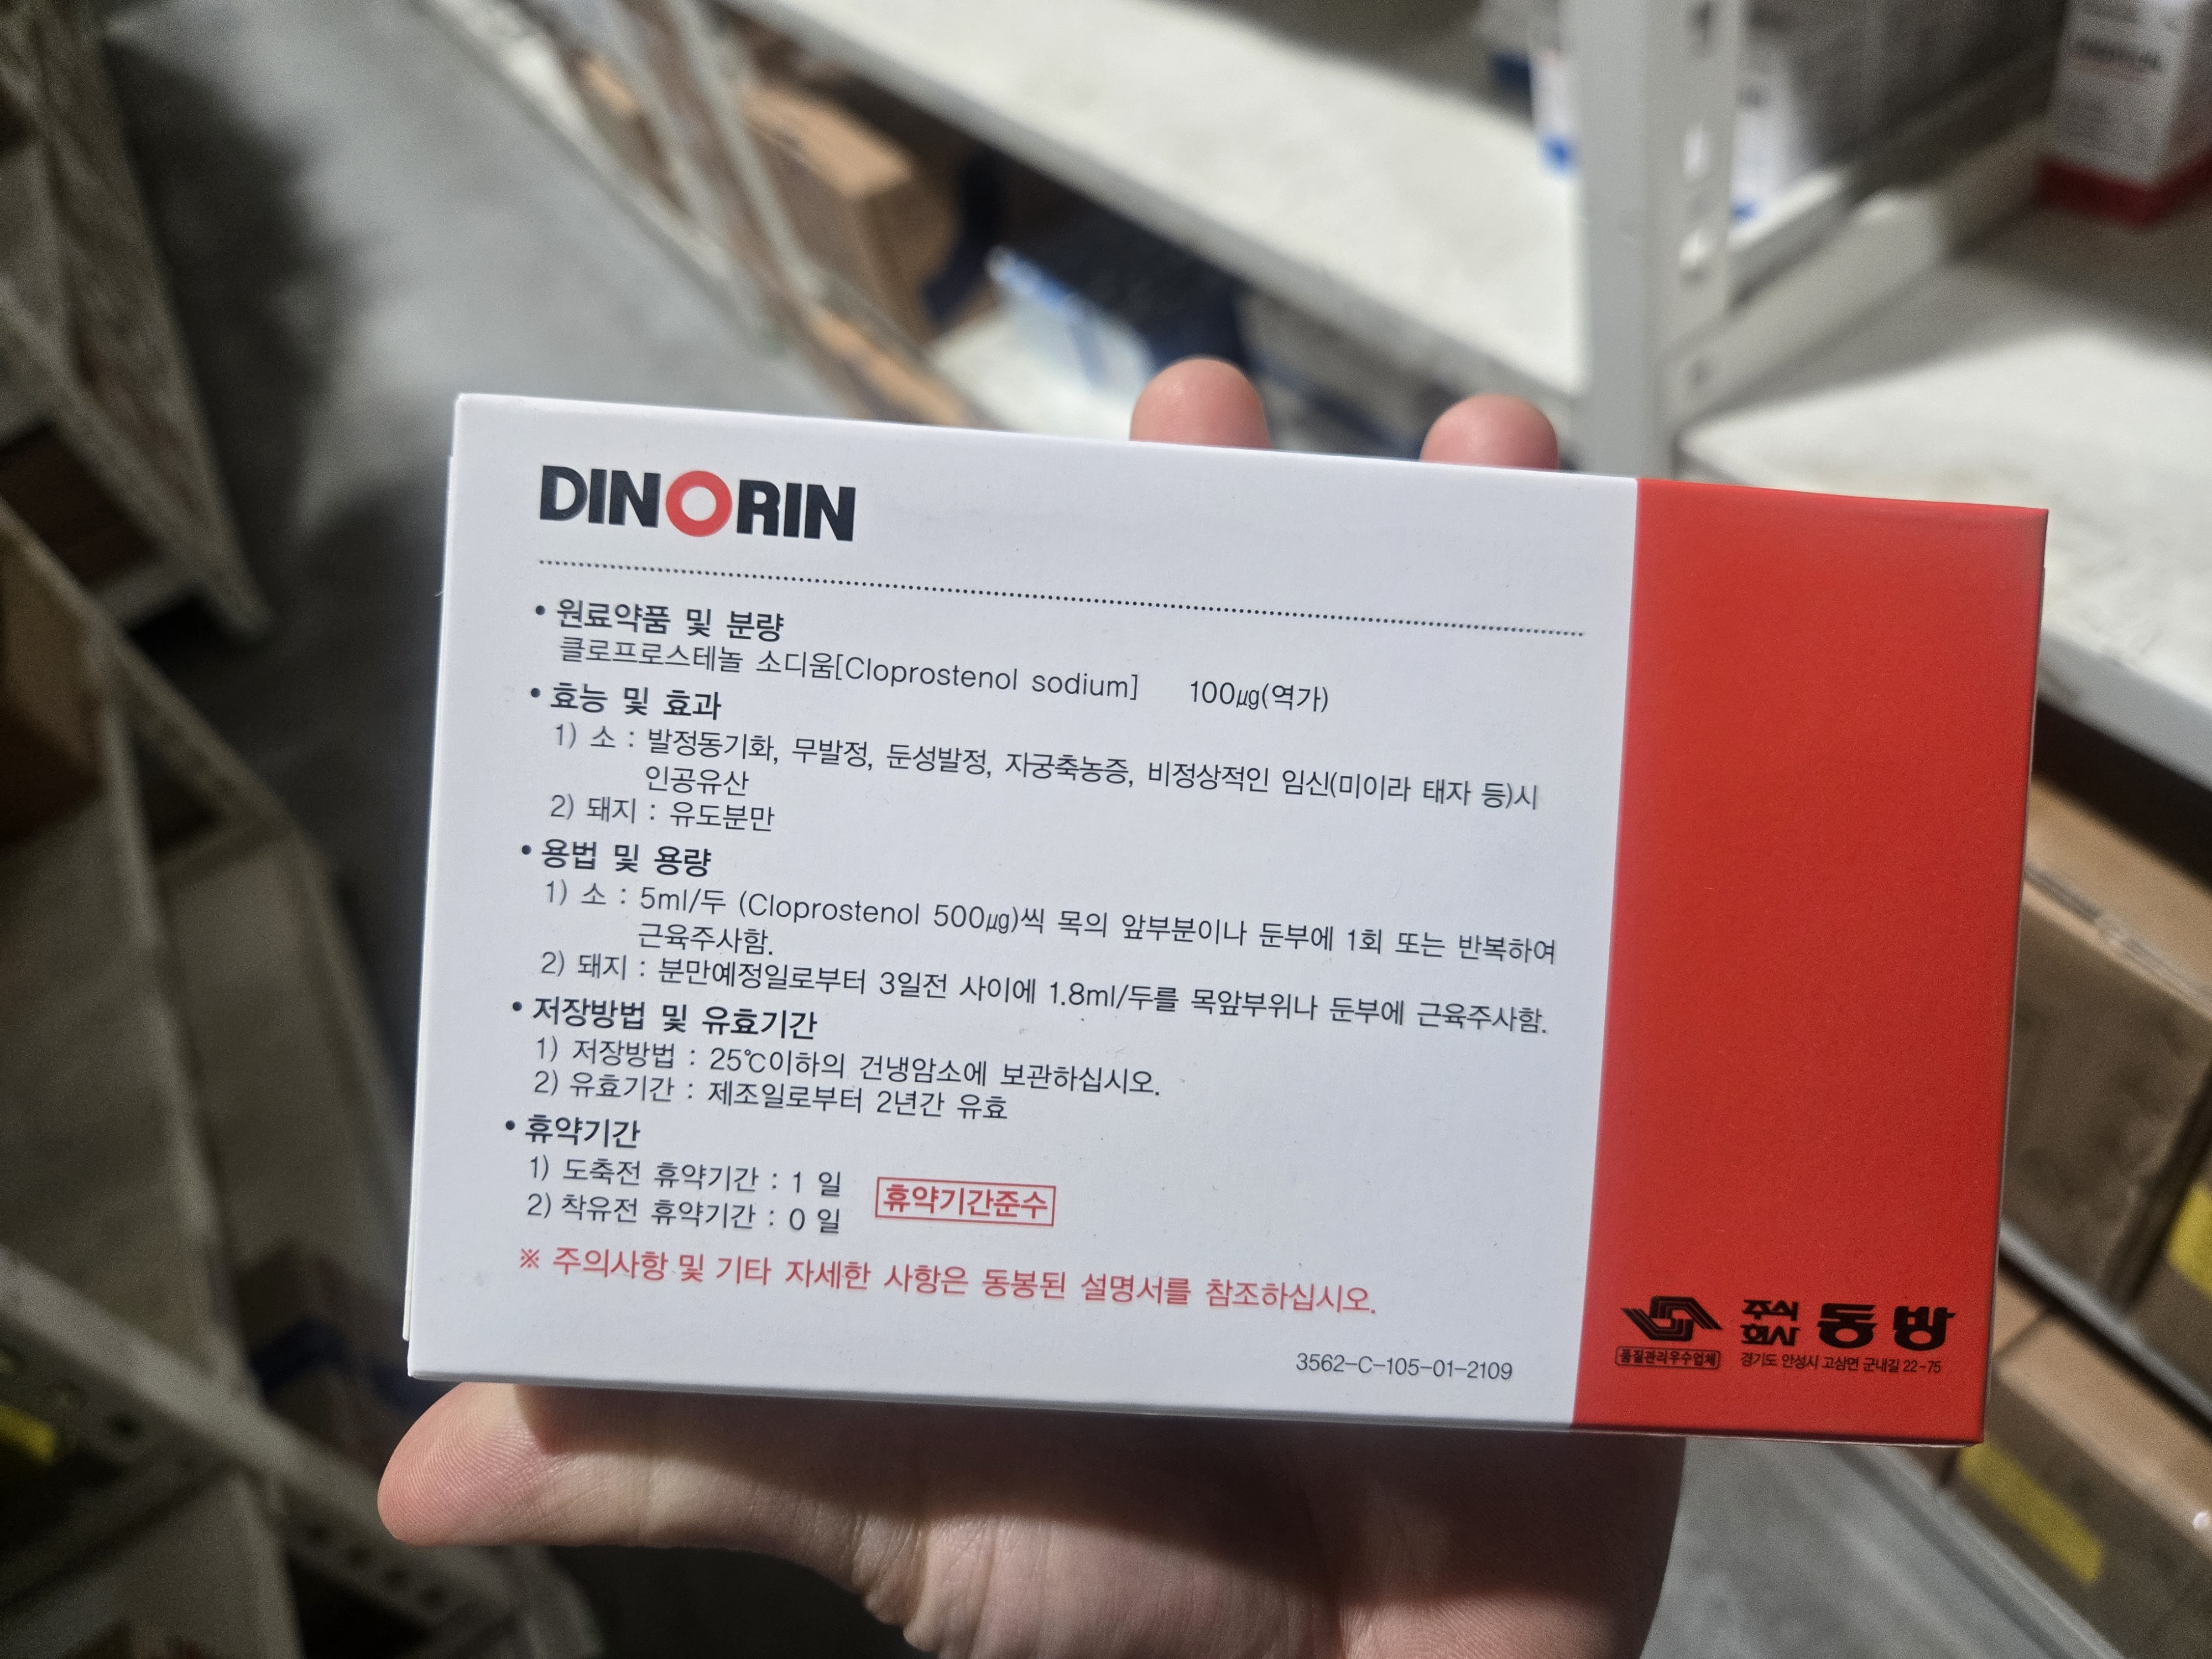 DINORIN
• 원료약품 및 분량
클로프로스테놀 소디움[Cloprostenol sodium] 100㎍(역가)
• 효능 및 효과
1) 소 : 발정동기화, 무발정, 둔성발정, 자궁축농증, 비정상적인 임신(미이라 태자 등)시
인공유산
2) 돼지 : 유도분만
• 용법 및 용량
1) 소 : 5ml/두 (Cloprostenol 500㎍)씩 목의 앞부분이나 둔부에 1회 또는 반복하여
근육주사함.
2) 돼지 : 분만예정일로부터 3일전 사이에 1.8ml/두를 목앞부위나 둔부에 근육주사함.
• 저장방법 및 유효기간
1) 저장방법 : 25℃이하의 건냉암소에 보관하십시오.
2) 유효기간 : 제조일로부터 2년간 유효
• 휴약기간
1) 도축전 휴약기간 : 1 일
2) 착유전 휴약기간 : 0 일
휴약기간준수
※ 주의사항 및 기타 자세한 사항은 동봉된 설명서를 참조하십시오.
3562-C-105-01-2109
주식회사 동방
품질관리우수업체
경기도 안성시 고삼면 군내길 22-75